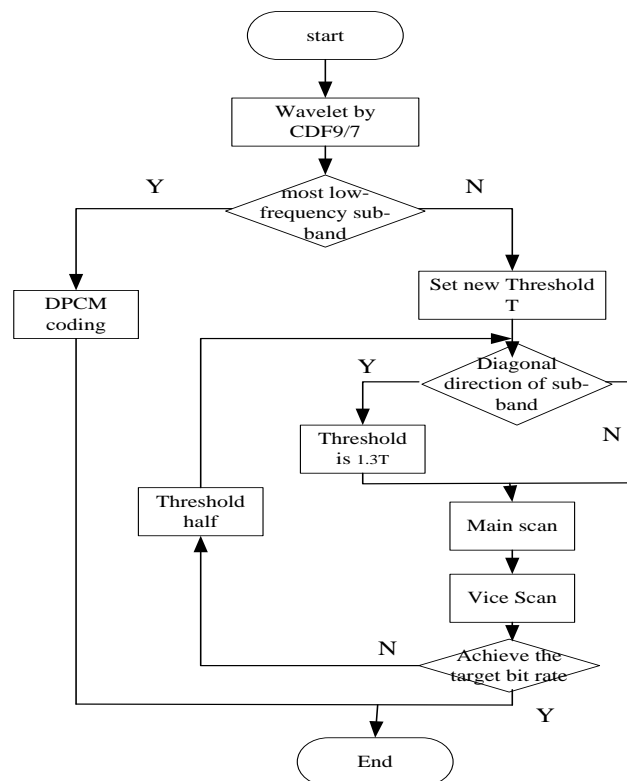 start
Wavelet by
CDF9/7
Y
N
most low-
frequency sub-
band
DPCM
coding
Set new Threshold
T
Y
Diagonal
direction of sub-
band
N
Threshold
is 1.3T
Threshold
half
Main scan
Vice Scan
N
Achieve the
target bit rate
Y
End